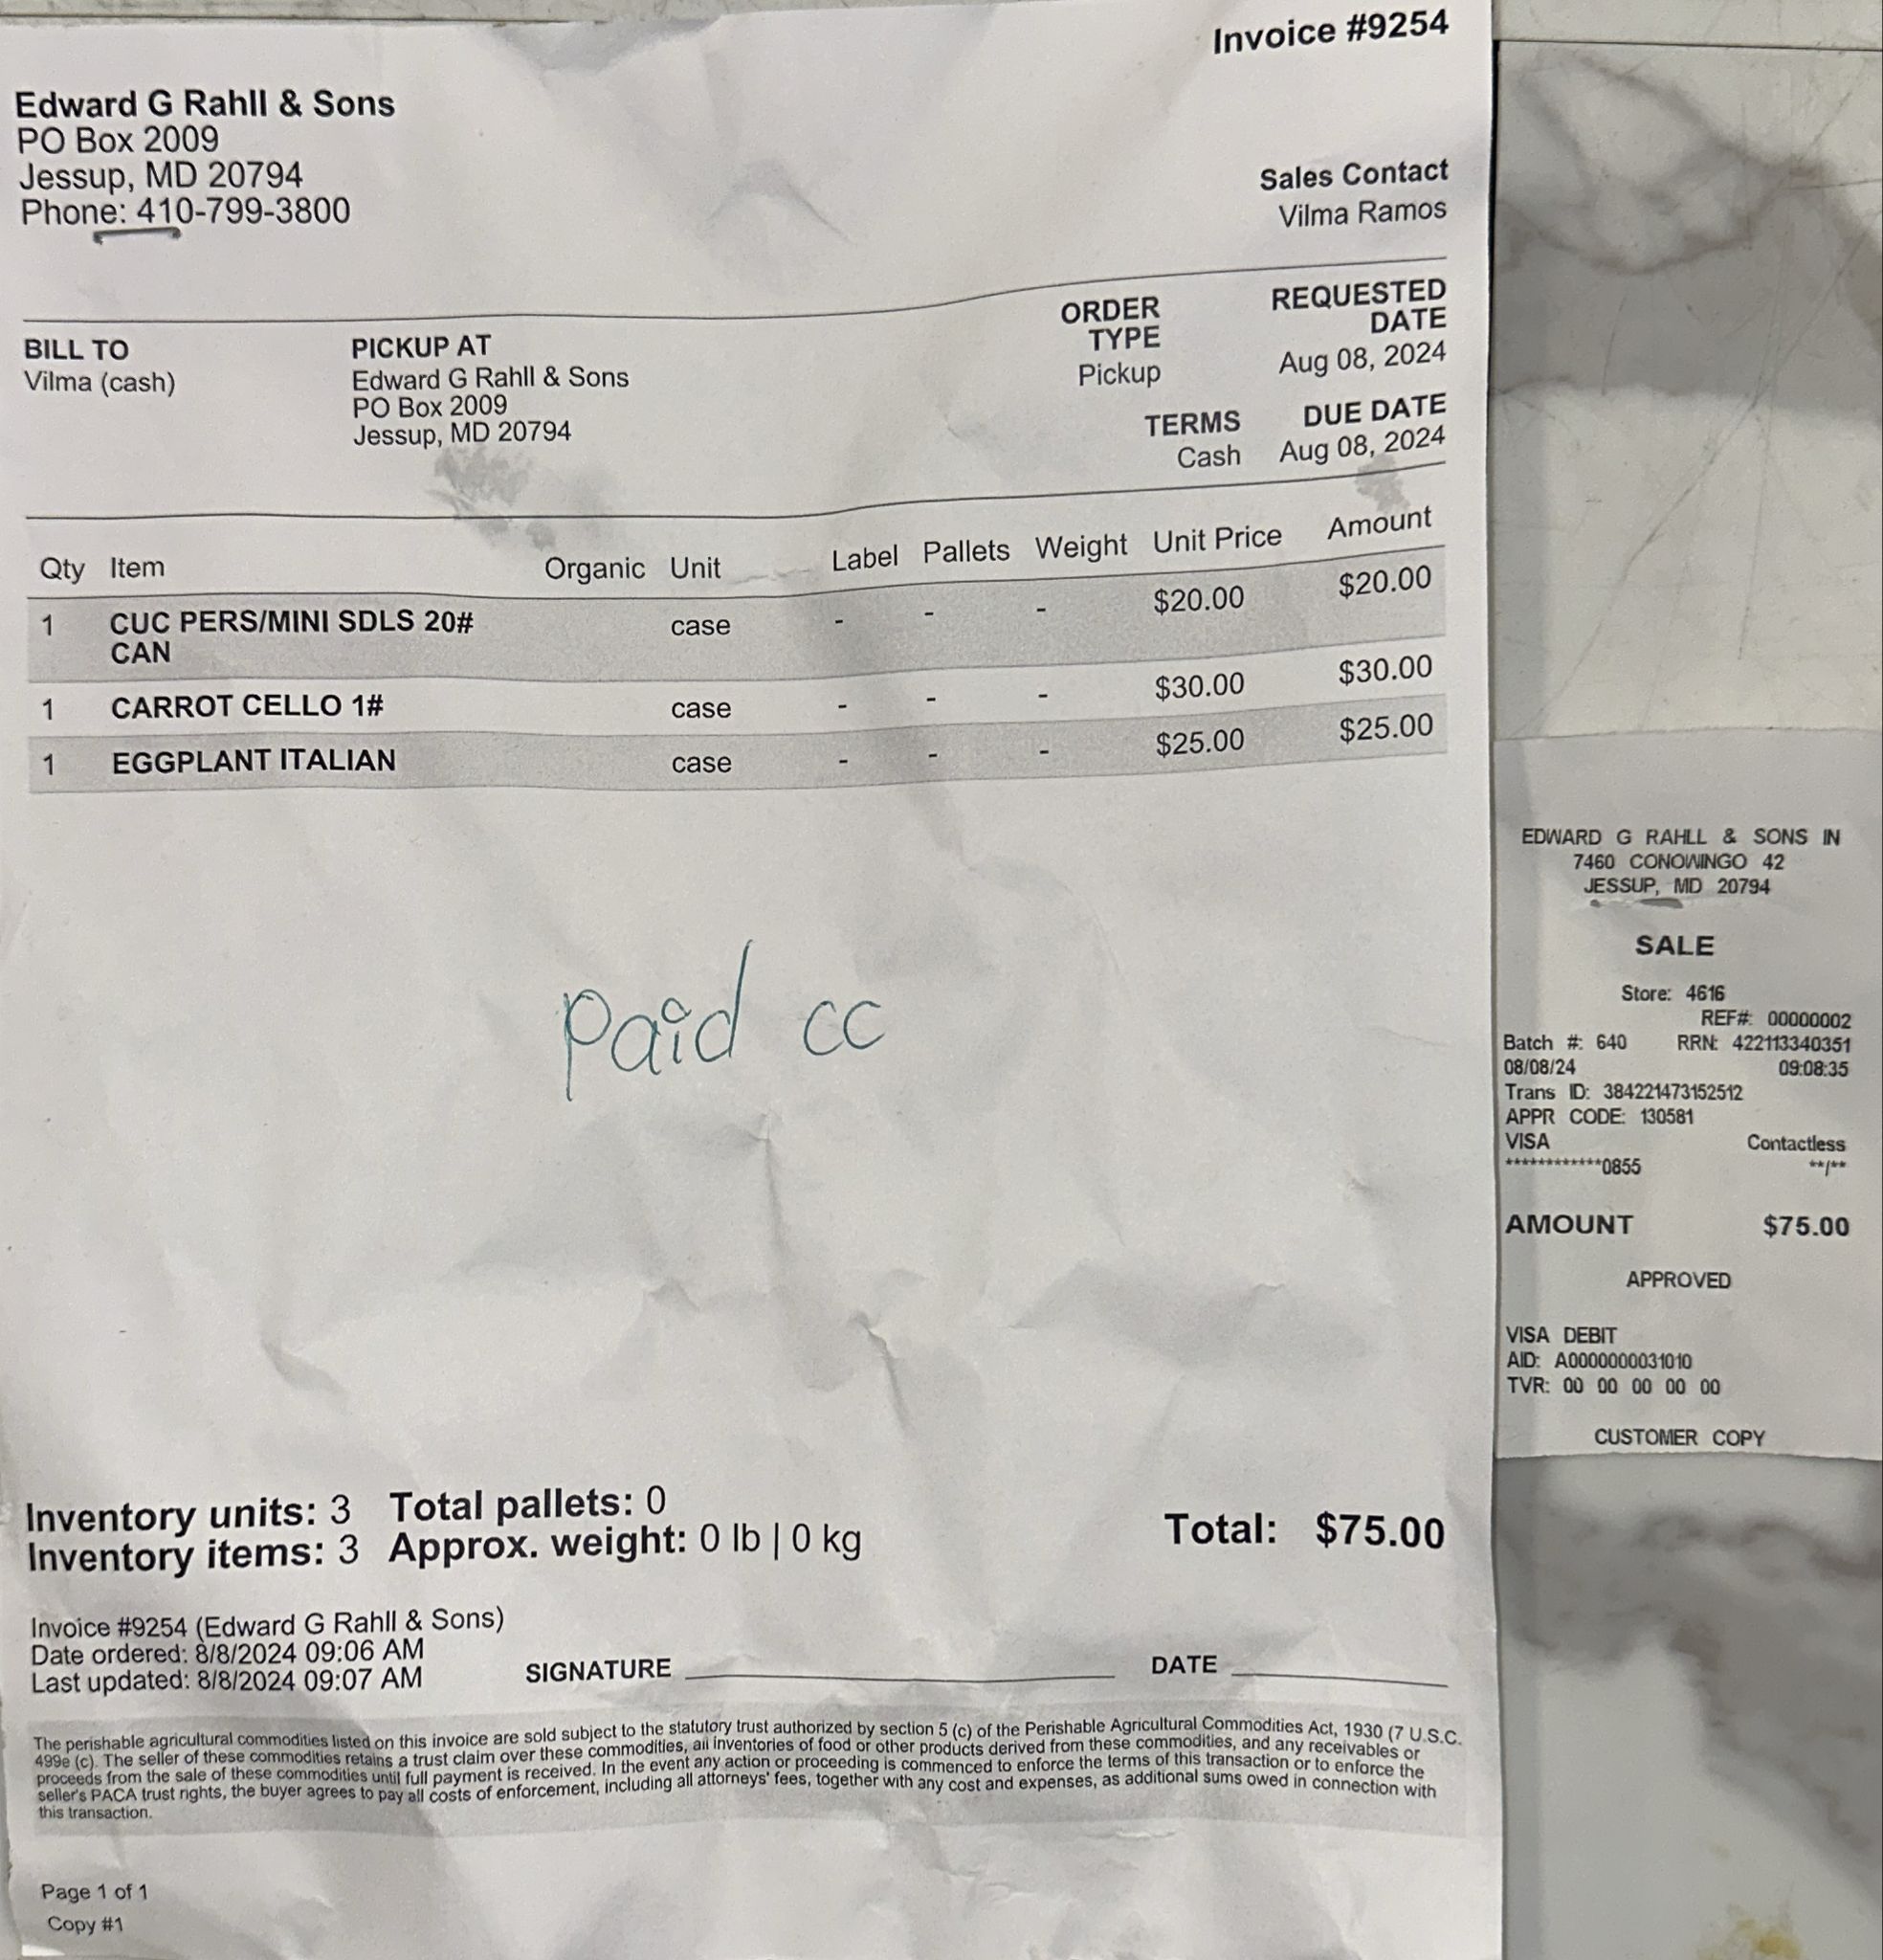 Invoice #9254
Edward G Rahll & Sons
PO Box 2009
Jessup, MD 20794
Phone: 410-799-3800
Sales Contact
Vilma Ramos
BILL TO
Vilma (cash)
PICKUP AT
Edward G Rahll & Sons
PO Box 2009
Jessup, MD 20794
ORDER
TYPE
Pickup
REQUESTED
DATE
Aug 08, 2024
TERMS
Cash
DUE DATE
Aug 08, 2024
Qty Item Organic Unit Label Pallets Weight Unit Price Amount
1 CUC PERS/MINI SDLS 20# case - - - $20.00 $20.00
CAN
1 CARROT CELLO 1# case - - - $30.00 $30.00
1 EGGPLANT ITALIAN case - - - $25.00 $25.00
Paid cc
Inventory units: 3 Total pallets: 0
Inventory items: 3 Approx. weight: 0 lb | 0 kg
Total: $75.00
Invoice #9254 (Edward G Rahll & Sons)
Date ordered: 8/8/2024 09:06 AM
Last updated: 8/8/2024 09:07 AM
SIGNATURE DATE
The perishable agricultural commodities listed on this invoice are sold subject to the statutory trust authorized by section 5 (c) of the Perishable Agricultural Commodities Act, 1930 (7 U.S.C.
499e (c). The seller of these commodities retains a trust claim over these commodities, all inventories of food or other products derived from these commodities, and any receivables or
proceeds from the sale of these commodities until full payment is received. In the event any action or proceeding is commenced to enforce the terms of this transaction or to enforce the
seller's PACA trust rights, the buyer agrees to pay all costs of enforcement, including all attorneys' fees, together with any cost and expenses, as additional sums owed in connection with
this transaction.
Page 1 of 1
Copy #1
EDWARD G RAHLL & SONS IN
7460 CONOWINGO 42
JESSUP, MD 20794
SALE
Store: 4616
REF#: 00000002
Batch #: 640 RRN: 422113340351
08/08/24 09:08:35
Trans ID: 384221473152512
APPR CODE: 130581
VISA Contactless
************0855 **/**
AMOUNT $75.00
APPROVED
VISA DEBIT
AID: A0000000031010
TVR: 00 00 00 00 00
CUSTOMER COPY